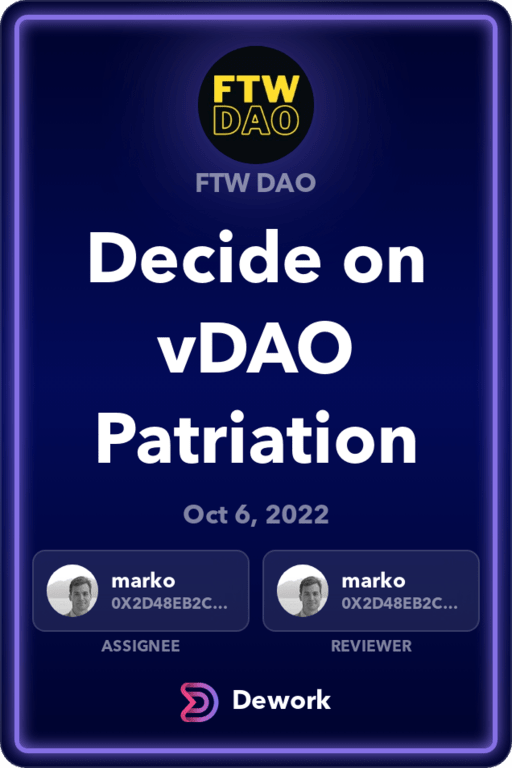 FTW
DAO
FTW DAO
Decide on
vDAO
Patriation
Oct 6, 2022
marko
0X2D48EB2C...
marko
0X2D48EB2C...
ASSIGNEE
REVIEWER
Dework